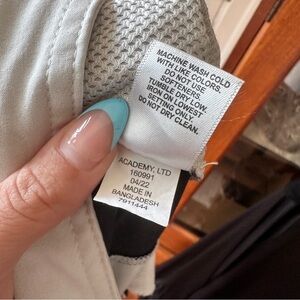 MACHINE WASH COLD
WITH LIKE COLORS.
DO NOT USE
SOFTENERS.
TUMBLE DRY LOW.
IRON ON LOWEST
SETTING ONLY.
DO NOT DRY CLEAN.
ACADEMY, LTD
160991
04/22
MADE IN
BANGLADESH
7911444